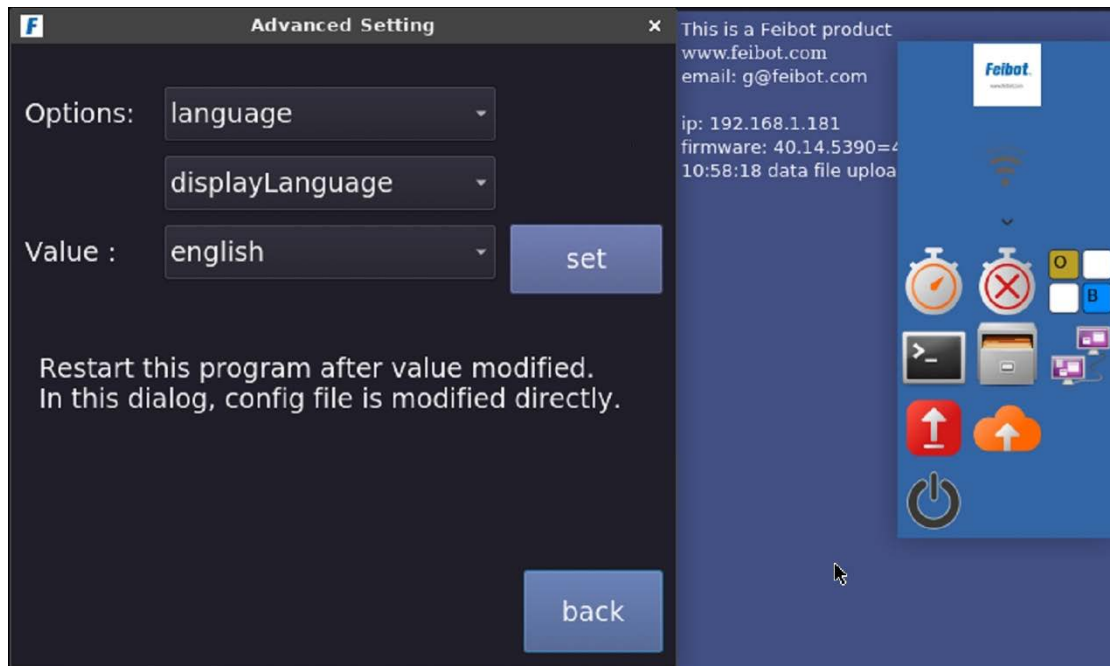 F
Advanced Setting
×
Options:
language
displayLanguage
Value :
english
set
Restart this program after value modified.
In this dialog, config file is modified directly.
back
This is a Feibot product
www.feibot.com
email: g@feibot.com
ip: 192.168.1.181
firmware: 40.14.5390=
10:58:18 data file uploa
Feibot
O
B
>_